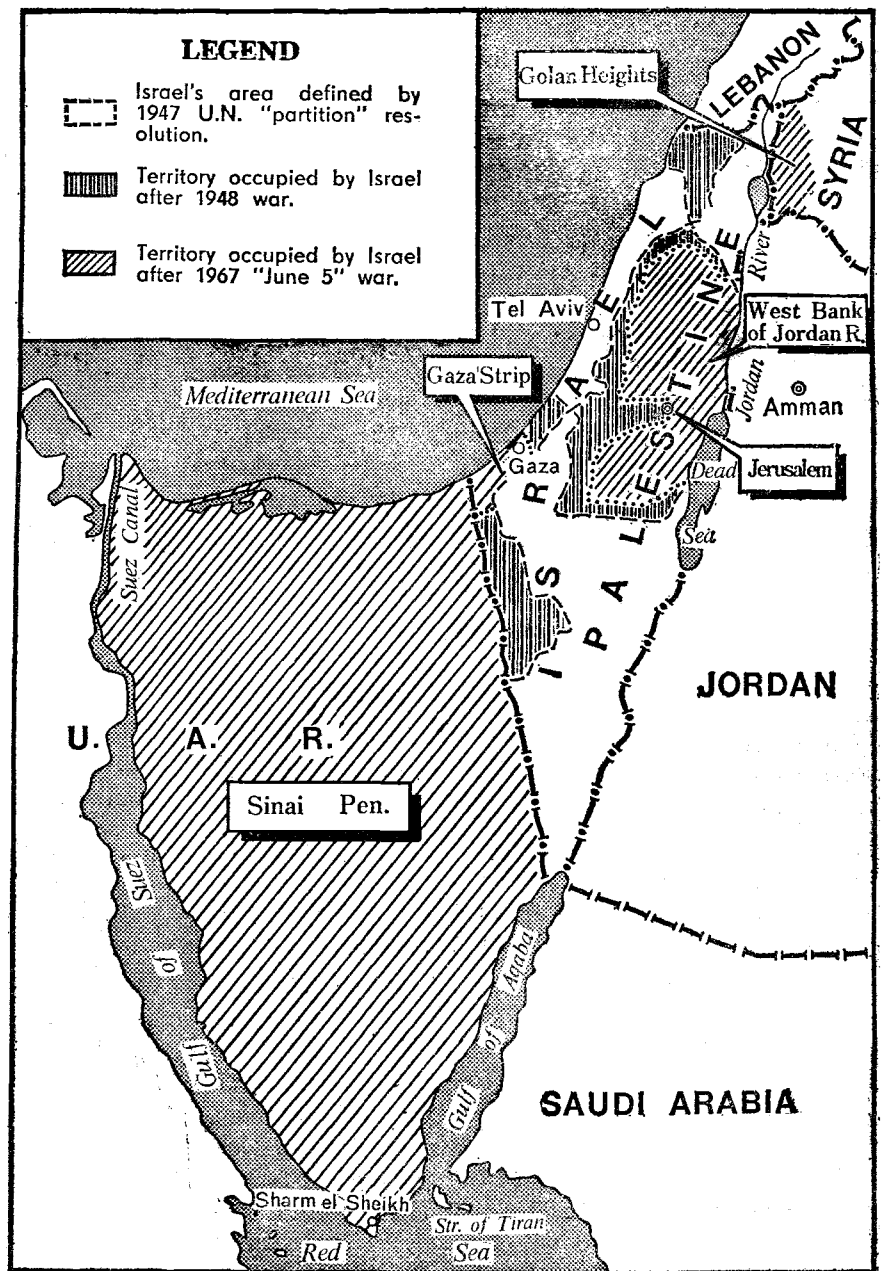 LEGEND
Israel's area defined by
1947 U.N. "partition" res-
olution.
Territory occupied by Israel
after 1948 war.
Territory occupied by Israel
after 1967 "June 5" war.
Golan Heights
LEBANON
SYRIA
ISRAEL
PALESTINE
Tel Aviv
River
West Bank
of Jordan R.
Jordan
Amman
Gaza Strip
Mediterranean Sea
Gaza
Jerusalem
Dead
Sea
Suez Canal
JORDAN
U. A. R.
Sinai Pen.
Gulf of Suez
Gulf of Aqaba
SAUDI ARABIA
Sharm el Sheikh
Str. of Tiran
Red Sea